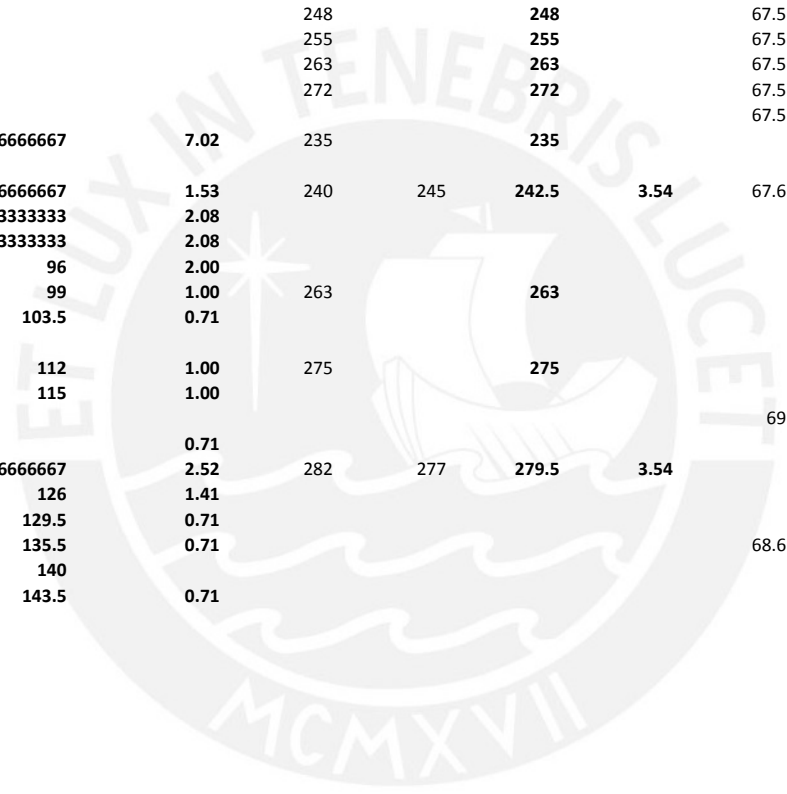 248 248 67.5
255 255 67.5
263 263 67.5
272 272 67.5
67.5
6666667 7.02 235 235
6666667 1.53 240 245 242.5 3.54 67.6
3333333 2.08
3333333 2.08
96 2.00
99 1.00 263 263
103.5 0.71
112 1.00 275 275
115 1.00
69
0.71
6666667 2.52 282 277 279.5 3.54
126 1.41
129.5 0.71
135.5 0.71 68.6
140
143.5 0.71
ET LUX IN TENEBRIS LUCET
MCMXVII